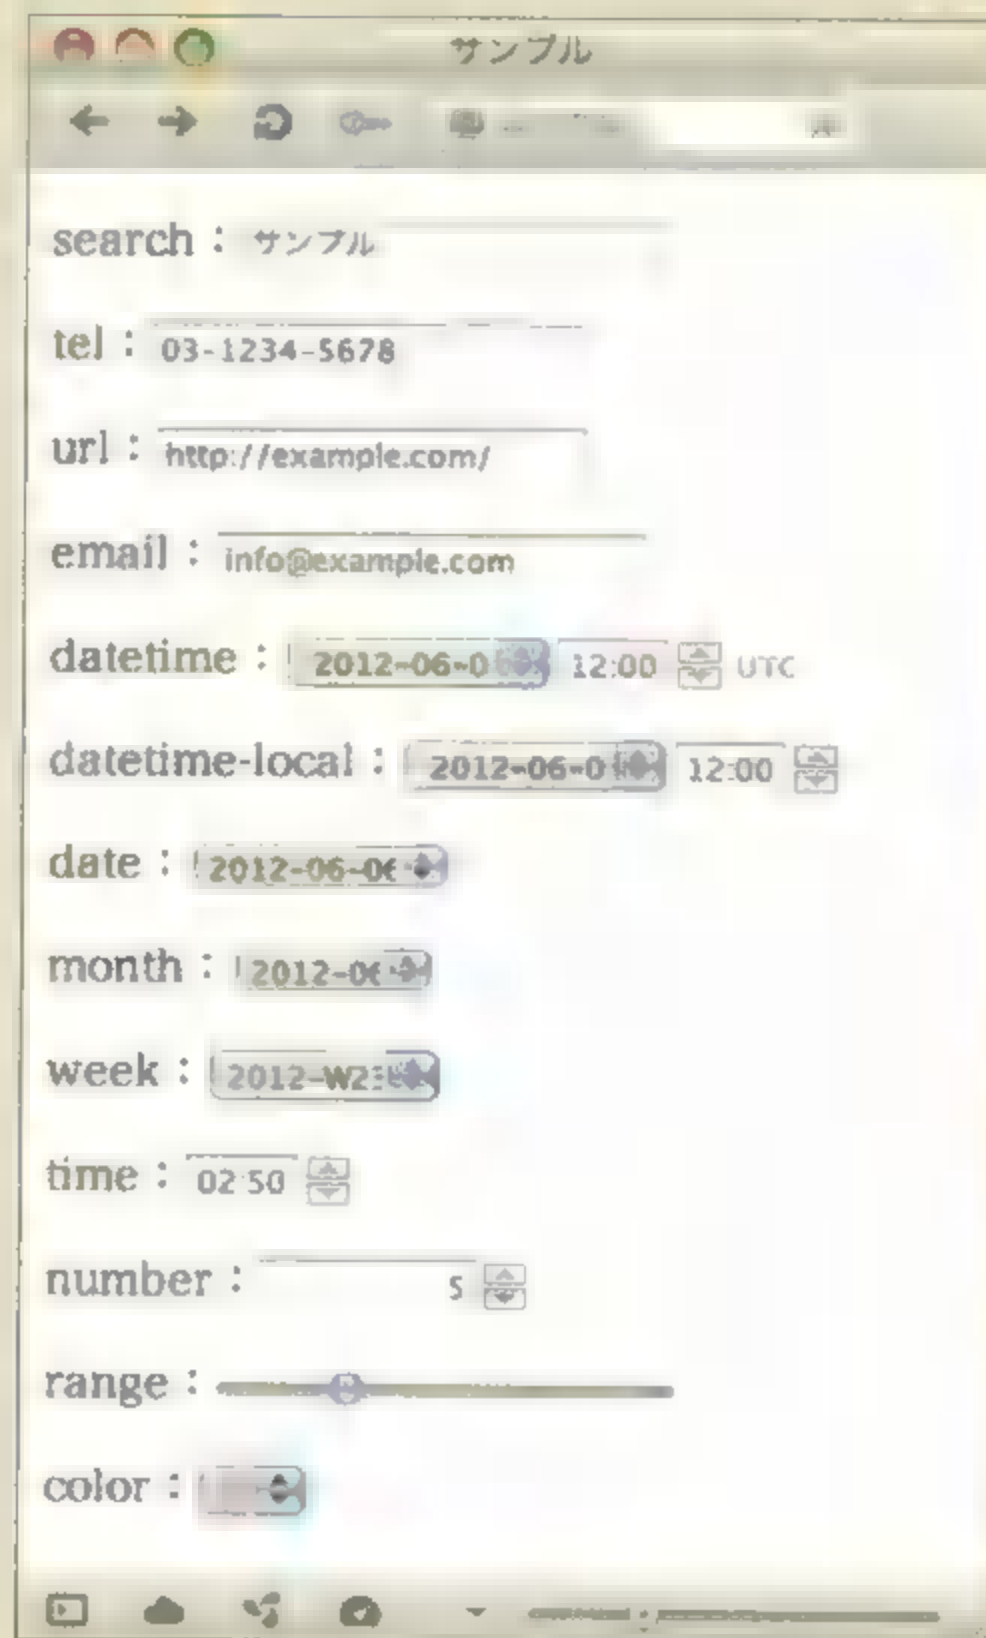 サンプル
search： サンプル
tel： 03-1234-5678
url： http://example.com/
email： info@example.com
datetime： 12:00 UTC
datetime-local： 12:00
date：
month：
week：
time： 02:50
number： 5
range：
color：